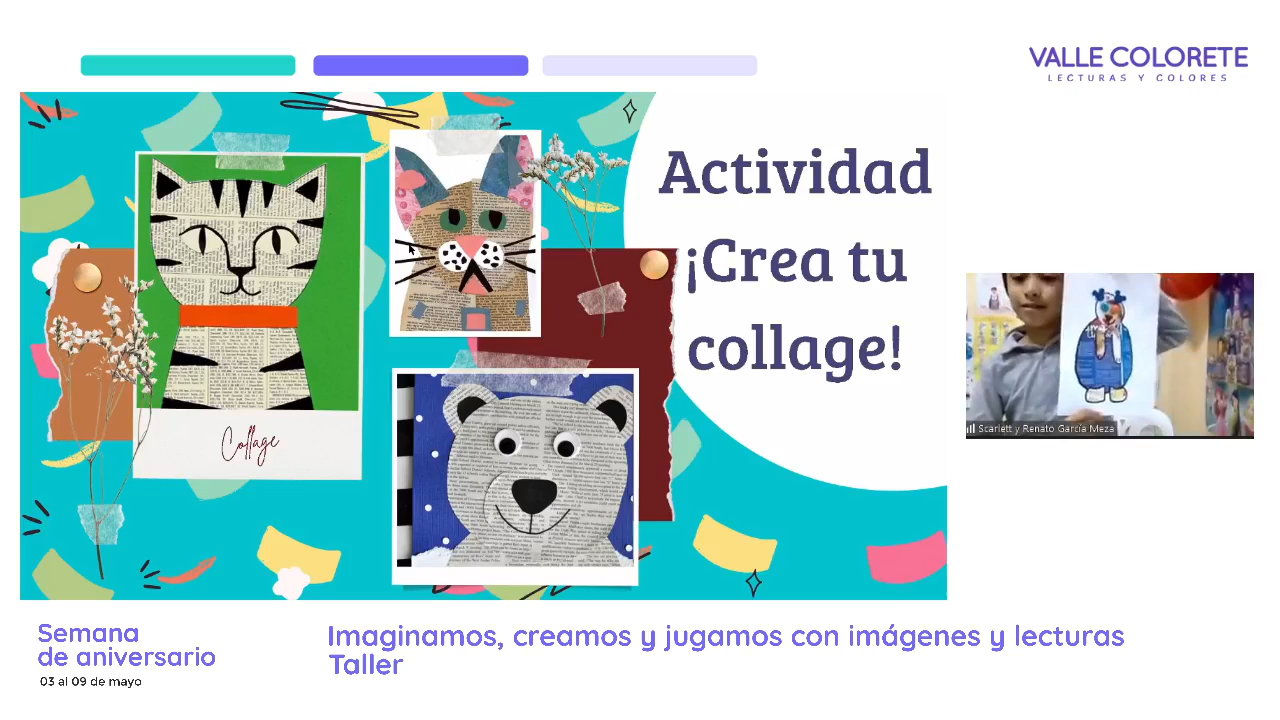 VALLE COLORETE
LECTURAS Y COLORES
Actividad
¡Crea tu
collage!
Collage
Scarlett y Renato García Meza
Semana
de aniversario
03 al 09 de mayo
Imaginamos, creamos y jugamos con imágenes y lecturas
Taller